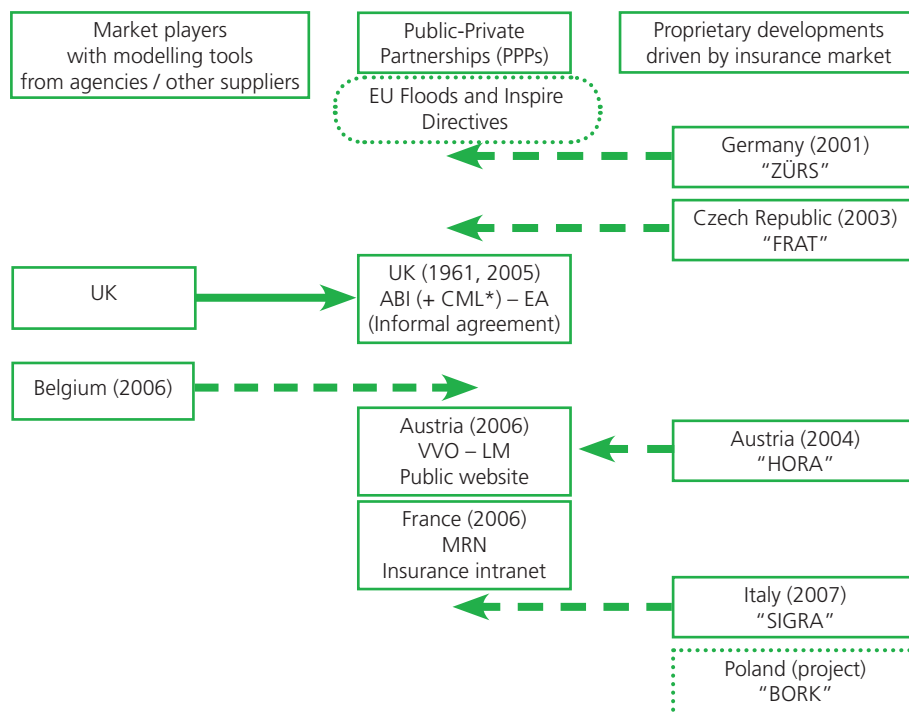 Market players
with modelling tools
from agencies / other suppliers
Public-Private
Partnerships (PPPs)
Proprietary developments
driven by insurance market
EU Floods and Inspire
Directives
Germany (2001)
“ZÜRS”
Czech Republic (2003)
“FRAT”
UK
UK (1961, 2005)
ABI (+ CML*) – EA
(Informal agreement)
Belgium (2006)
Austria (2006)
VVO – LM
Public website
Austria (2004)
“HORA”
France (2006)
MRN
Insurance intranet
Italy (2007)
“SIGRA”
Poland (project)
“BORK”